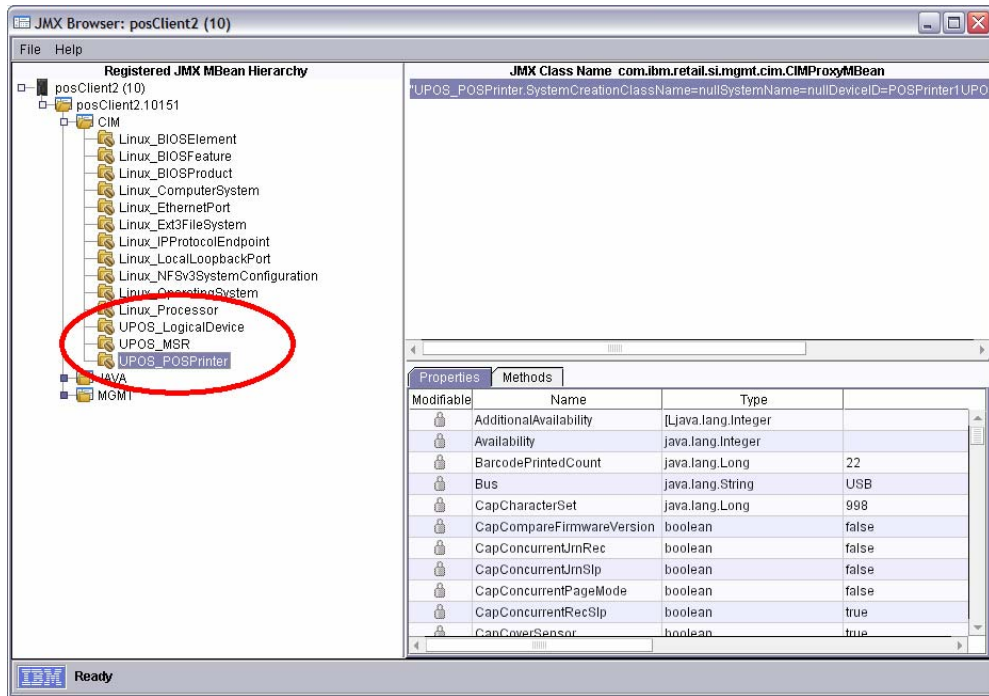 JMX Browser: posClient2 (10)
File Help
Registered JMX MBean Hierarchy
posClient2 (10)
posClient2.10151
CIM
Linux_BIOSElement
Linux_BIOSFeature
Linux_BIOSProduct
Linux_ComputerSystem
Linux_EthernetPort
Linux_Ext3FileSystem
Linux_IPProtocolEndpoint
Linux_LocalLoopbackPort
Linux_NFSv3SystemConfiguration
Linux_OperatingSystem
Linux_Processor
UPOS_LogicalDevice
UPOS_MSR
UPOS_POSPrinter
JAVA
MGMT
JMX Class Name com.ibm.retail.si.mgmt.cim.CIMProxyMBean
"UPOS_POSPrinter.SystemCreationClassName=nullSystemName=nullDeviceID=POSPrinter1UPO
Properties Methods
Modifiable Name Type
AdditionalAvailability [Ljava.lang.Integer
Availability java.lang.Integer
BarcodePrintedCount java.lang.Long 22
Bus java.lang.String USB
CapCharacterSet java.lang.Long 998
CapCompareFirmwareVersion boolean false
CapConcurrentJrnRec boolean false
CapConcurrentJrnSlp boolean false
CapConcurrentPageMode boolean false
CapConcurrentRecSlp boolean true
CapCoverSensor boolean true
IBM Ready